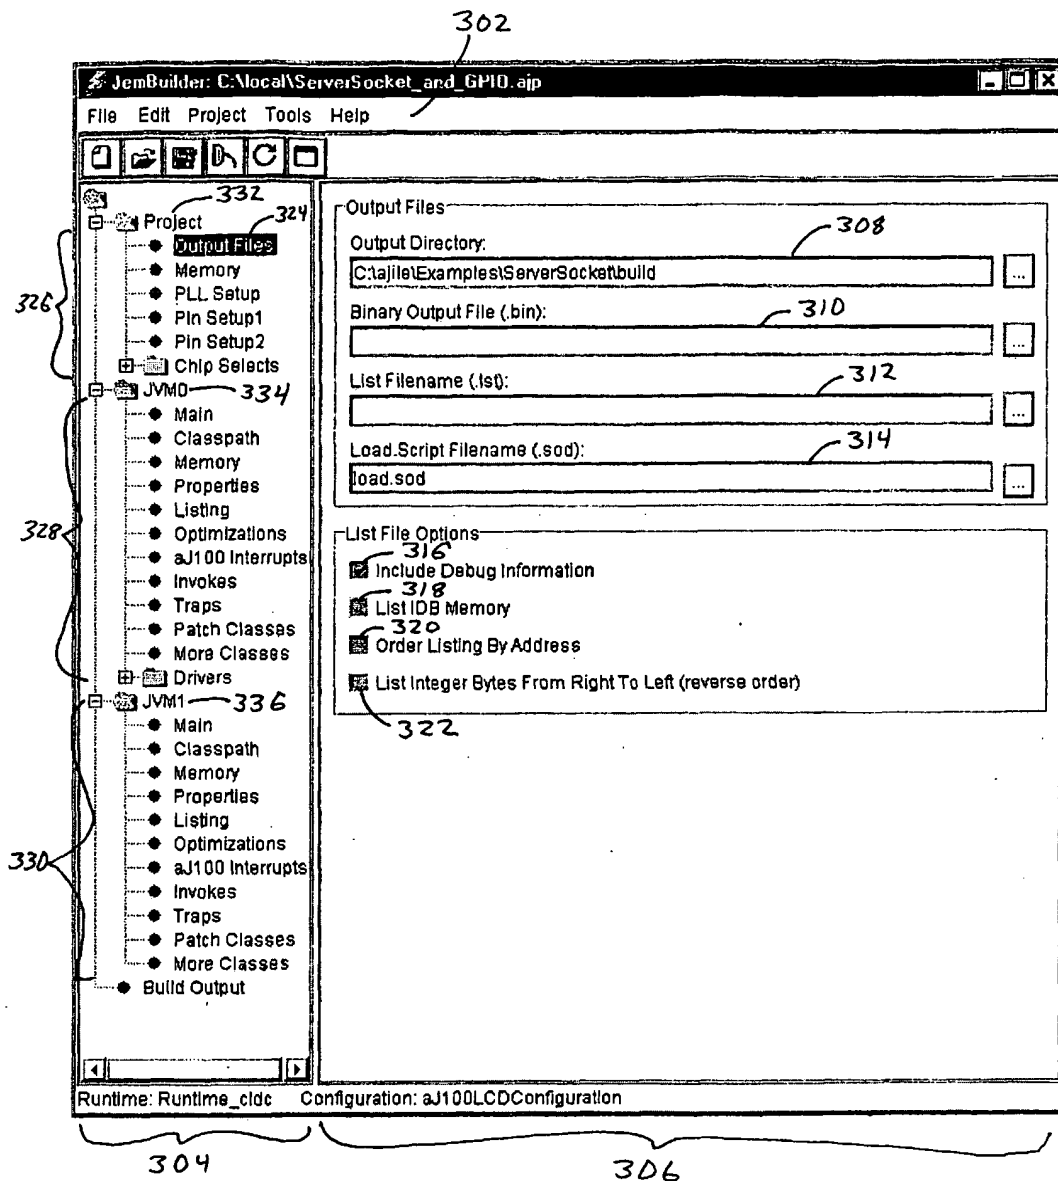 302
JemBuilder: C:\local\ServerSocket_and_GPIO.ajp
File Edit Project Tools Help
332
Project
324
Output Files
Memory
PLL Setup
Pin Setup1
Pin Setup2
Chip Selects
326
JVM0
334
Main
Classpath
Memory
Properties
Listing
Optimizations
aJ100 Interrupts
Invokes
Traps
Patch Classes
More Classes
Drivers
328
JVM1
336
Main
Classpath
Memory
Properties
Listing
Optimizations
aJ100 Interrupts
Invokes
Traps
Patch Classes
More Classes
330
Build Output
Output Files
Output Directory:
308
C:\ajile\Examples\ServerSocket\build
...
Binary Output File (.bin):
310
...
List Filename (.lst):
312
...
Load.Script Filename (.sod):
314
load.sod
...
List File Options
316
Include Debug Information
318
List IDB Memory
320
Order Listing By Address
List Integer Bytes From Right To Left (reverse order)
322
Runtime: Runtime_cldc Configuration: aJ100LCDConfiguration
304
306